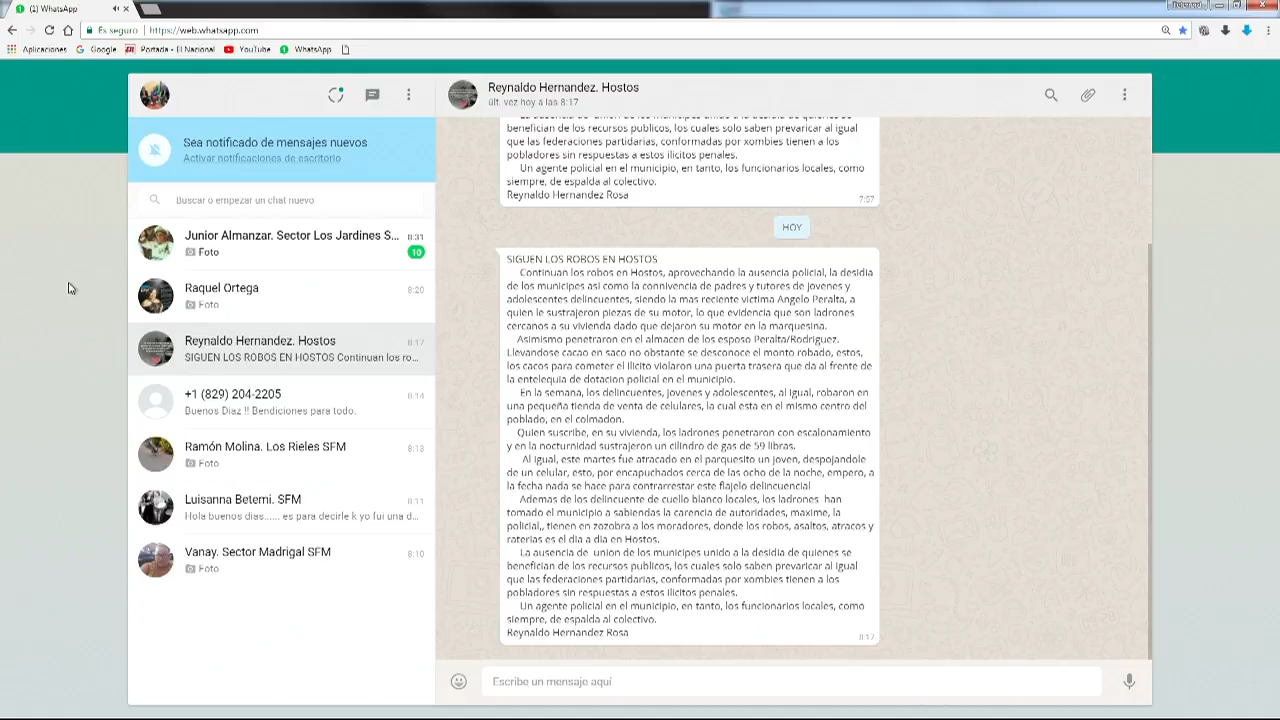 (1) WhatsApp
Es seguro
https://web.whatsapp.com
Aplicaciones
Google
Portada - El Nacional
YouTube
WhatsApp
Sea notificado de mensajes nuevos
Activar notificaciones de escritorio
Buscar o empezar un chat nuevo
Junior Almanzar. Sector Los Jardines S...
8:31
Foto
10
Raquel Ortega
8:20
Foto
Reynaldo Hernandez. Hostos
8:17
SIGUEN LOS ROBOS EN HOSTOS Continuan los ro...
+1 (829) 204-2205
8:14
Buenos Diaz !! Bendiciones para todo.
Ramón Molina. Los Rieles SFM
8:13
Foto
Luisanna Betemi. SFM
8:11
Hola buenos dias...... es para decirle k yo fui una d...
Vanay. Sector Madrigal SFM
8:10
Foto
Reynaldo Hernandez. Hostos
últ. vez hoy a las 8:17
La ausencia de union de los municipes unido a la desidia de quienes se
benefician de los recursos publicos, los cuales solo saben prevaricar al igual
que las federaciones partidarias, conformadas por xombies tienen a los
pobladores sin respuestas a estos ilicitos penales.
Un agente policial en el municipio, en tanto, los funcionarios locales, como
siempre, de espalda al colectivo.
Reynaldo Hernandez Rosa
7:57
HOY
SIGUEN LOS ROBOS EN HOSTOS
Continuan los robos en Hostos, aprovechando la ausencia policial, la desidia
de los municipes asi como la connivencia de padres y tutores de jovenes y
adolescentes delincuentes, siendo la mas reciente victima Angelo Peralta, a
quien le sustrajeron piezas de su motor, lo que evidencia que son ladrones
cercanos a su vivienda dado que dejaron su motor en la marquesina.
Asimismo penetraron en el almacen de los esposo Peralta/Rodriguez.
Llevandose cacao en saco no obstante se desconoce el monto robado, estos,
los cacos para cometer el ilicito violaron una puerta trasera que da al frente de
la entelequia de dotacion policial en el municipio.
En la semana, los delincuentes, jovenes y adolescentes, al igual, robaron en
una pequeña tienda de venta de celulares, la cual esta en el mismo centro del
poblado, en el colmadon.
Quien suscribe, en su vivienda, los ladrones penetraron con escalonamiento
y en la nocturnidad sustrajeron un cilindro de gas de 59 libras.
Al igual, este martes fue atracado en el parquesito un joven, despojandole
de un celular, esto, por encapuchados cerca de las ocho de la noche, empero, a
la fecha nada se hace para contrarrestar este flajelo delincuencial
Ademas de los delincuente de cuello blanco locales, los ladrones han
tomado el municipio a sabiendas la carencia de autoridades, maxime, la
policial,, tienen en zozobra a los moradores, donde los robos, asaltos, atracos y
raterias es el dia a dia en Hostos.
La ausencia de union de los municipes unido a la desidia de quienes se
benefician de los recursos publicos, los cuales solo saben prevaricar al igual
que las federaciones partidarias, conformadas por xombies tienen a los
pobladores sin respuestas a estos ilicitos penales.
Un agente policial en el municipio, en tanto, los funcionarios locales, como
siempre, de espalda al colectivo.
Reynaldo Hernandez Rosa
8:17
Escribe un mensaje aquí